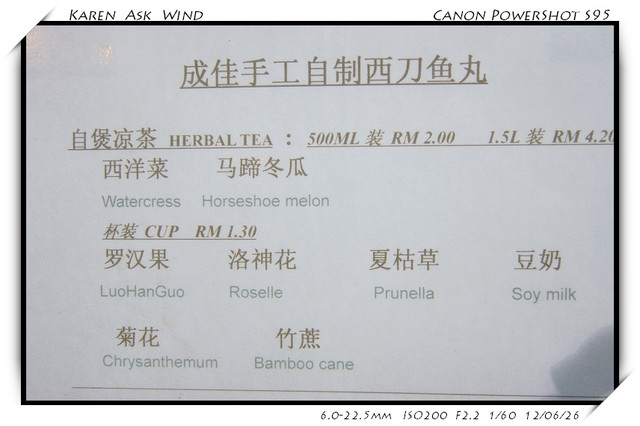 Karen Ask Wind Canon PowerShot S95
成佳手工自制西刀鱼丸
自煲凉茶 HERBAL TEA : 500ML 装 RM 2.00 1.5L 装 RM 4.20
西洋菜 马蹄冬瓜
Watercress Horseshoe melon
杯装 CUP RM 1.30
罗汉果 洛神花 夏枯草 豆奶
LuoHanGuo Roselle Prunella Soy milk
菊花 竹蔗
Chrysanthemum Bamboo cane
6.0-22.5mm ISO200 F2.2 1/60 12/06/26